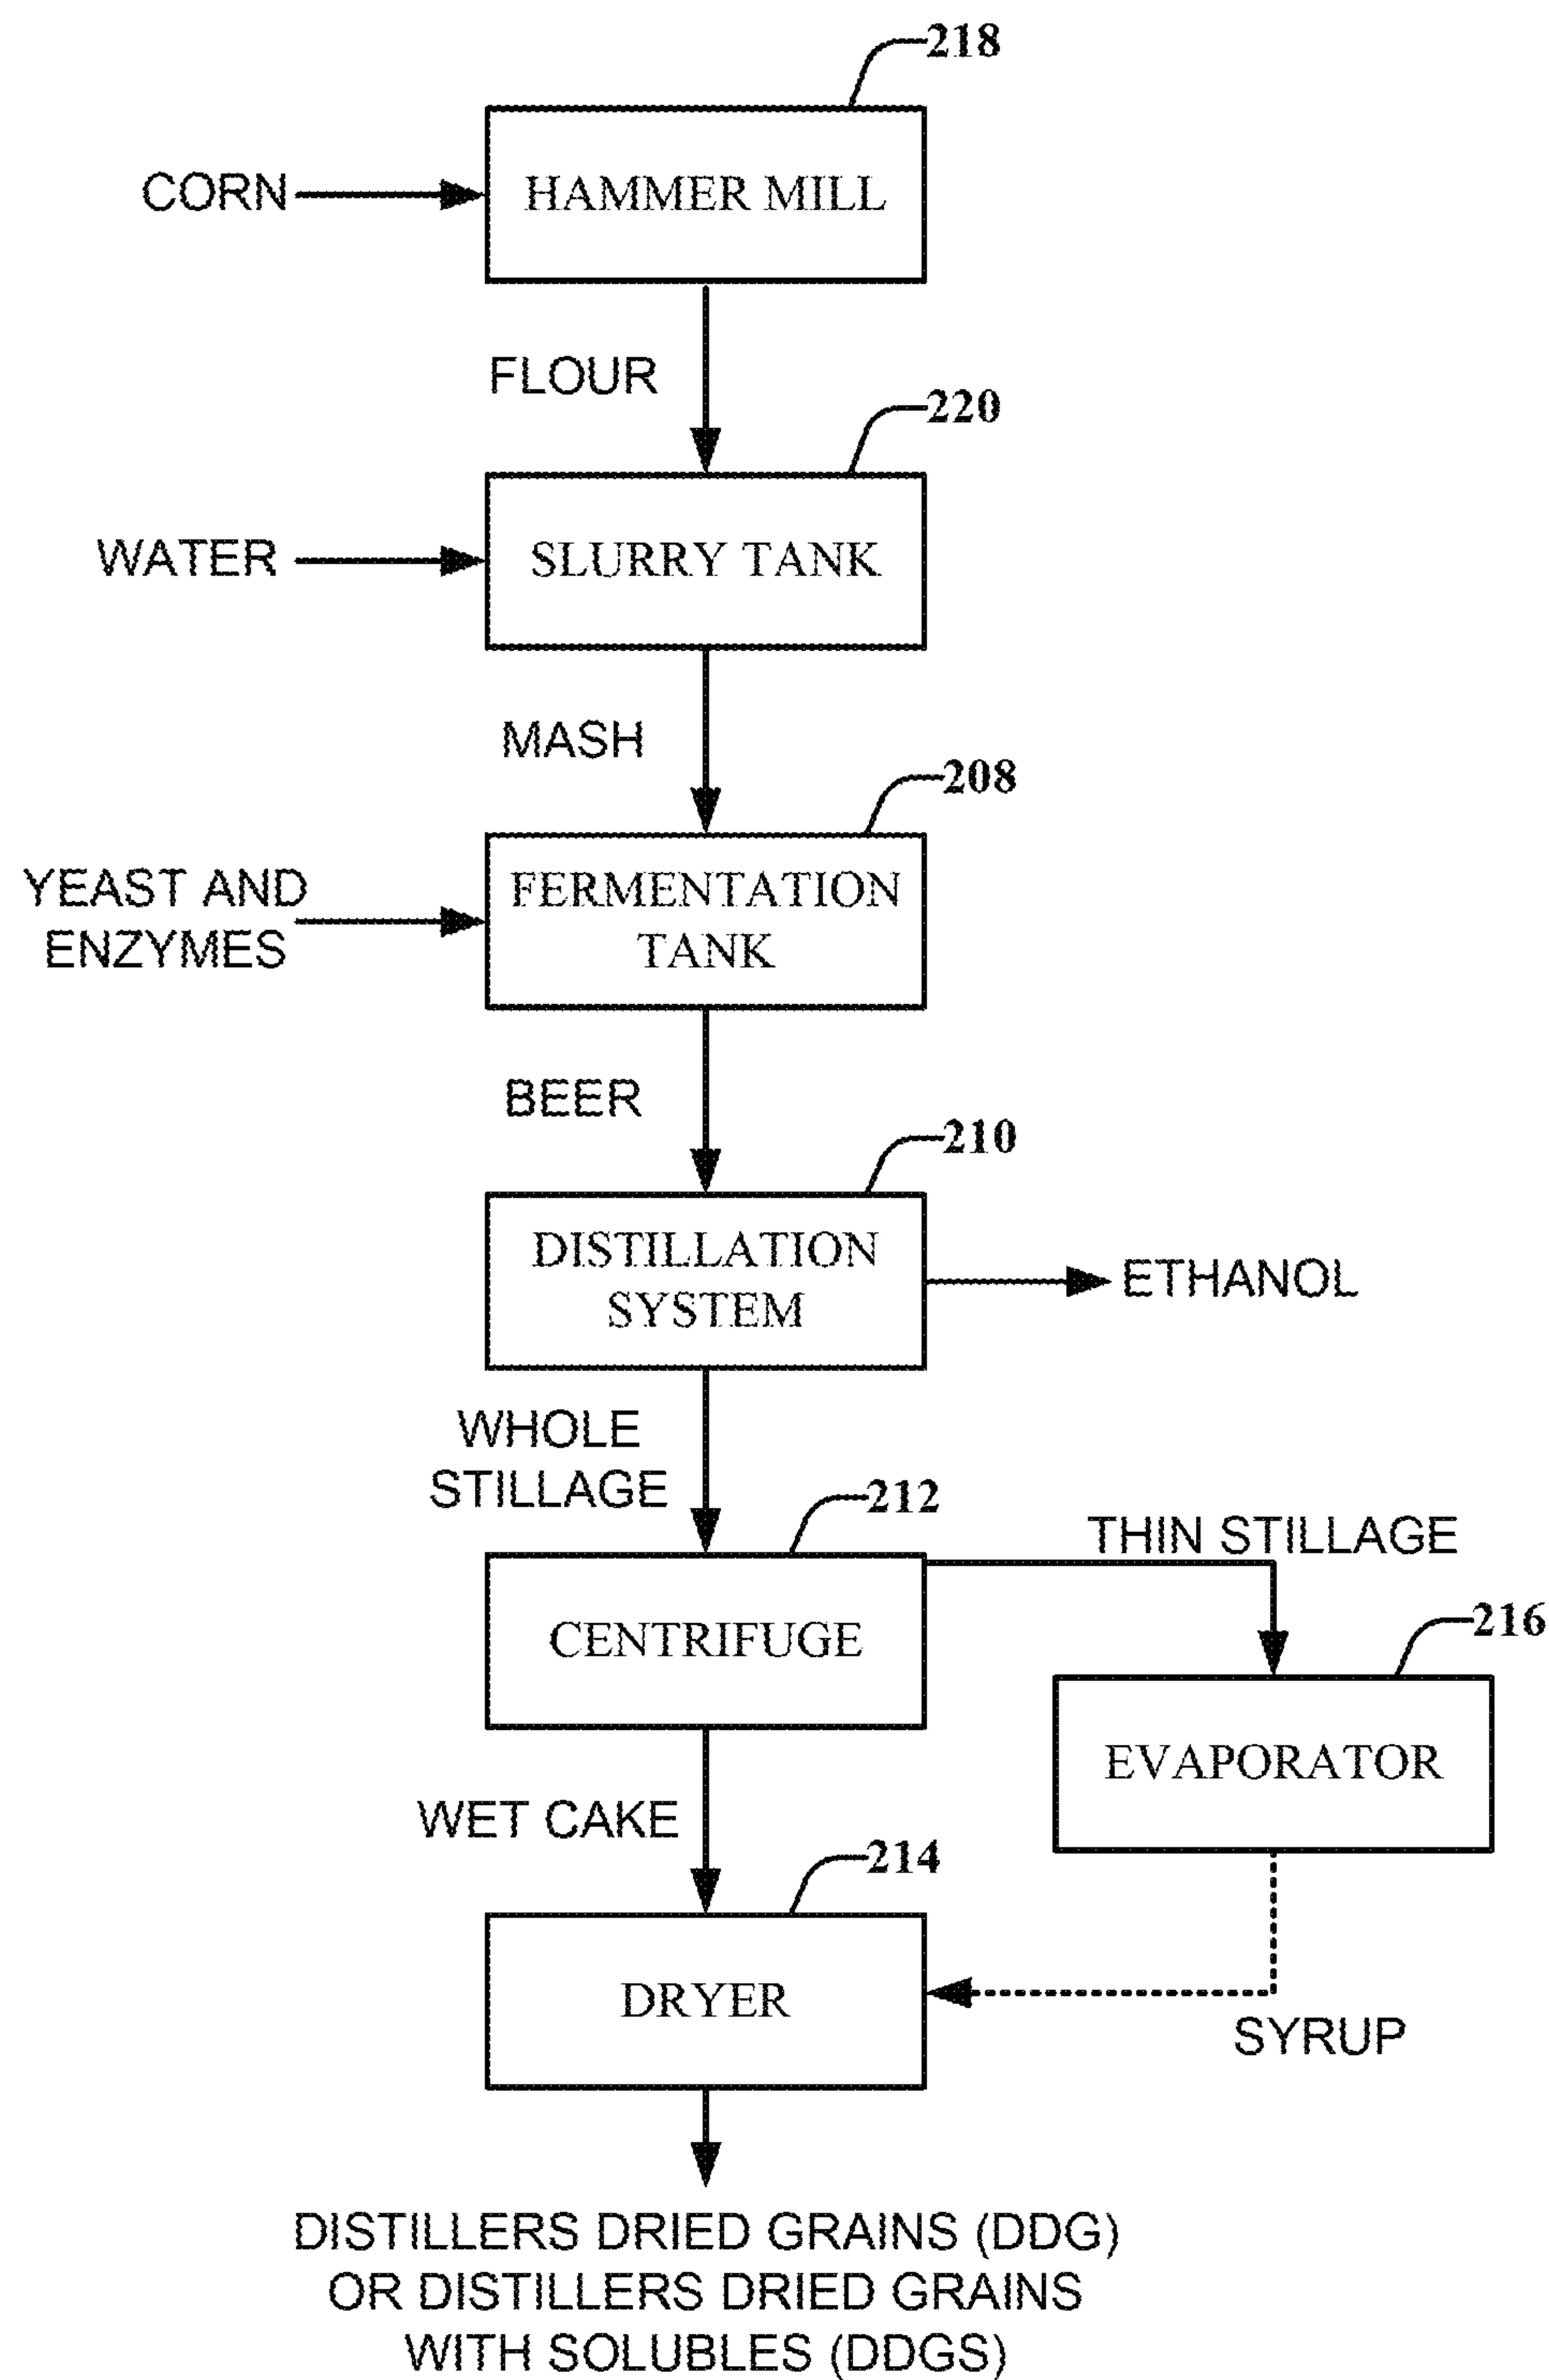 218
CORN
HAMMER MILL
FLOUR
220
WATER
SLURRY TANK
MASH
208
YEAST AND
ENZYMES
FERMENTATION
TANK
BEER
210
DISTILLATION
SYSTEM
ETHANOL
WHOLE
STILLAGE
212
THIN STILLAGE
CENTRIFUGE
216
EVAPORATOR
WET CAKE
214
DRYER
SYRUP
DISTILLERS DRIED GRAINS (DDG)
OR DISTILLERS DRIED GRAINS
WITH SOLUBLES (DDGS)